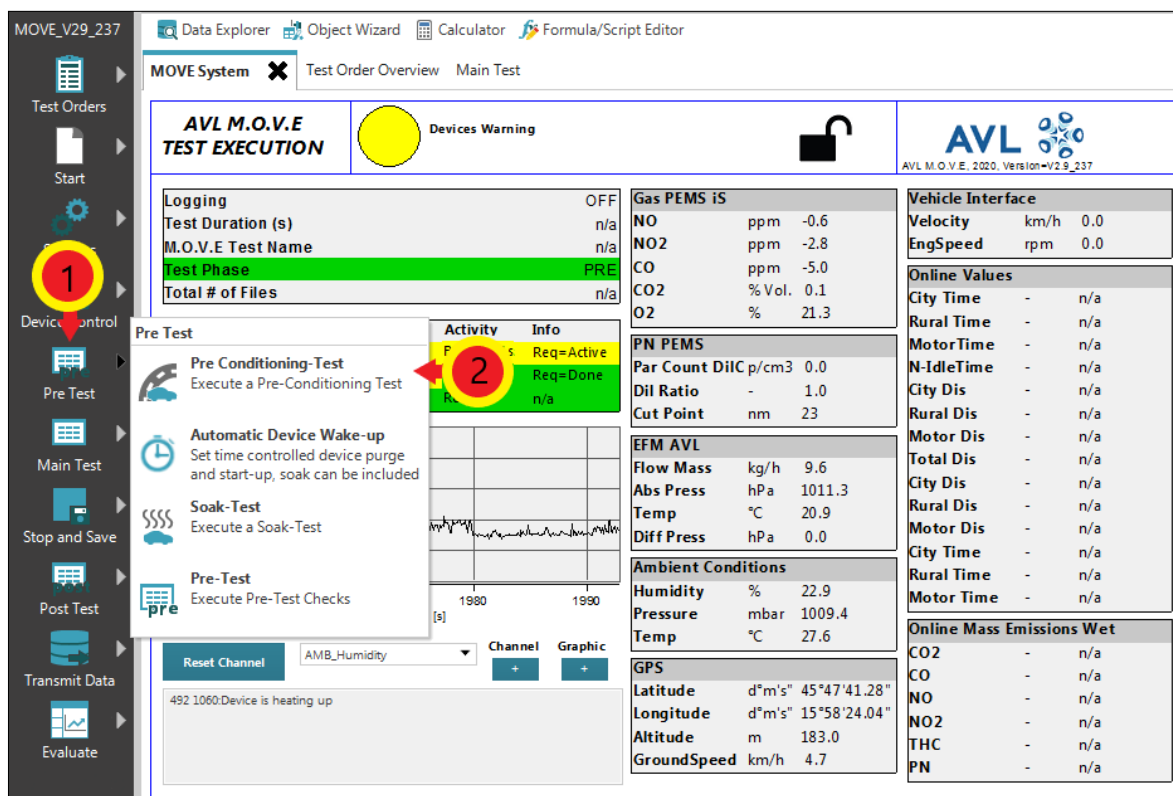 MOVE_V29_237
Data Explorer Object Wizard Calculator Formula/Script Editor
MOVE System Test Order Overview Main Test
Test Orders
Start
Device Control
Pre Test
Main Test
Stop and Save
Post Test
Transmit Data
Evaluate
1
2
AVL M.O.V.E
TEST EXECUTION
Devices Warning
AVL
AVL M.O.V.E, 2020, Version=V2.9_237
Logging OFF
Test Duration (s) n/a
M.O.V.E Test Name n/a
Test Phase PRE
Total # of Files n/a
Activity Info
Req=Active
Req=Done
n/a
Pre Test
Pre Conditioning-Test
Execute a Pre-Conditioning Test
Automatic Device Wake-up
Set time controlled device purge
and start-up, soak can be included
Soak-Test
Execute a Soak-Test
Pre-Test
Execute Pre-Test Checks
pre
1980 1990
[s]
Reset Channel AMB_Humidity
Channel Graphic
+ +
492 1060:Device is heating up
Gas PEMS iS
NO ppm -0.6
NO2 ppm -2.8
CO ppm -5.0
CO2 % Vol. 0.1
O2 % 21.3
PN PEMS
Par Count DilC p/cm3 0.0
Dil Ratio - 1.0
Cut Point nm 23
EFM AVL
Flow Mass kg/h 9.6
Abs Press hPa 1011.3
Temp °C 20.9
Diff Press hPa 0.0
Ambient Conditions
Humidity % 22.9
Pressure mbar 1009.4
Temp °C 27.6
GPS
Latitude d°m's" 45°47'41.28"
Longitude d°m's" 15°58'24.04"
Altitude m 183.0
GroundSpeed km/h 4.7
Vehicle Interface
Velocity km/h 0.0
EngSpeed rpm 0.0
Online Values
City Time - n/a
Rural Time - n/a
MotorTime - n/a
N-IdleTime - n/a
City Dis - n/a
Rural Dis - n/a
Motor Dis - n/a
Total Dis - n/a
City Dis - n/a
Rural Dis - n/a
Motor Dis - n/a
City Time - n/a
Rural Time - n/a
Motor Time - n/a
Online Mass Emissions Wet
CO2 - n/a
CO - n/a
NO - n/a
NO2 - n/a
THC - n/a
PN - n/a